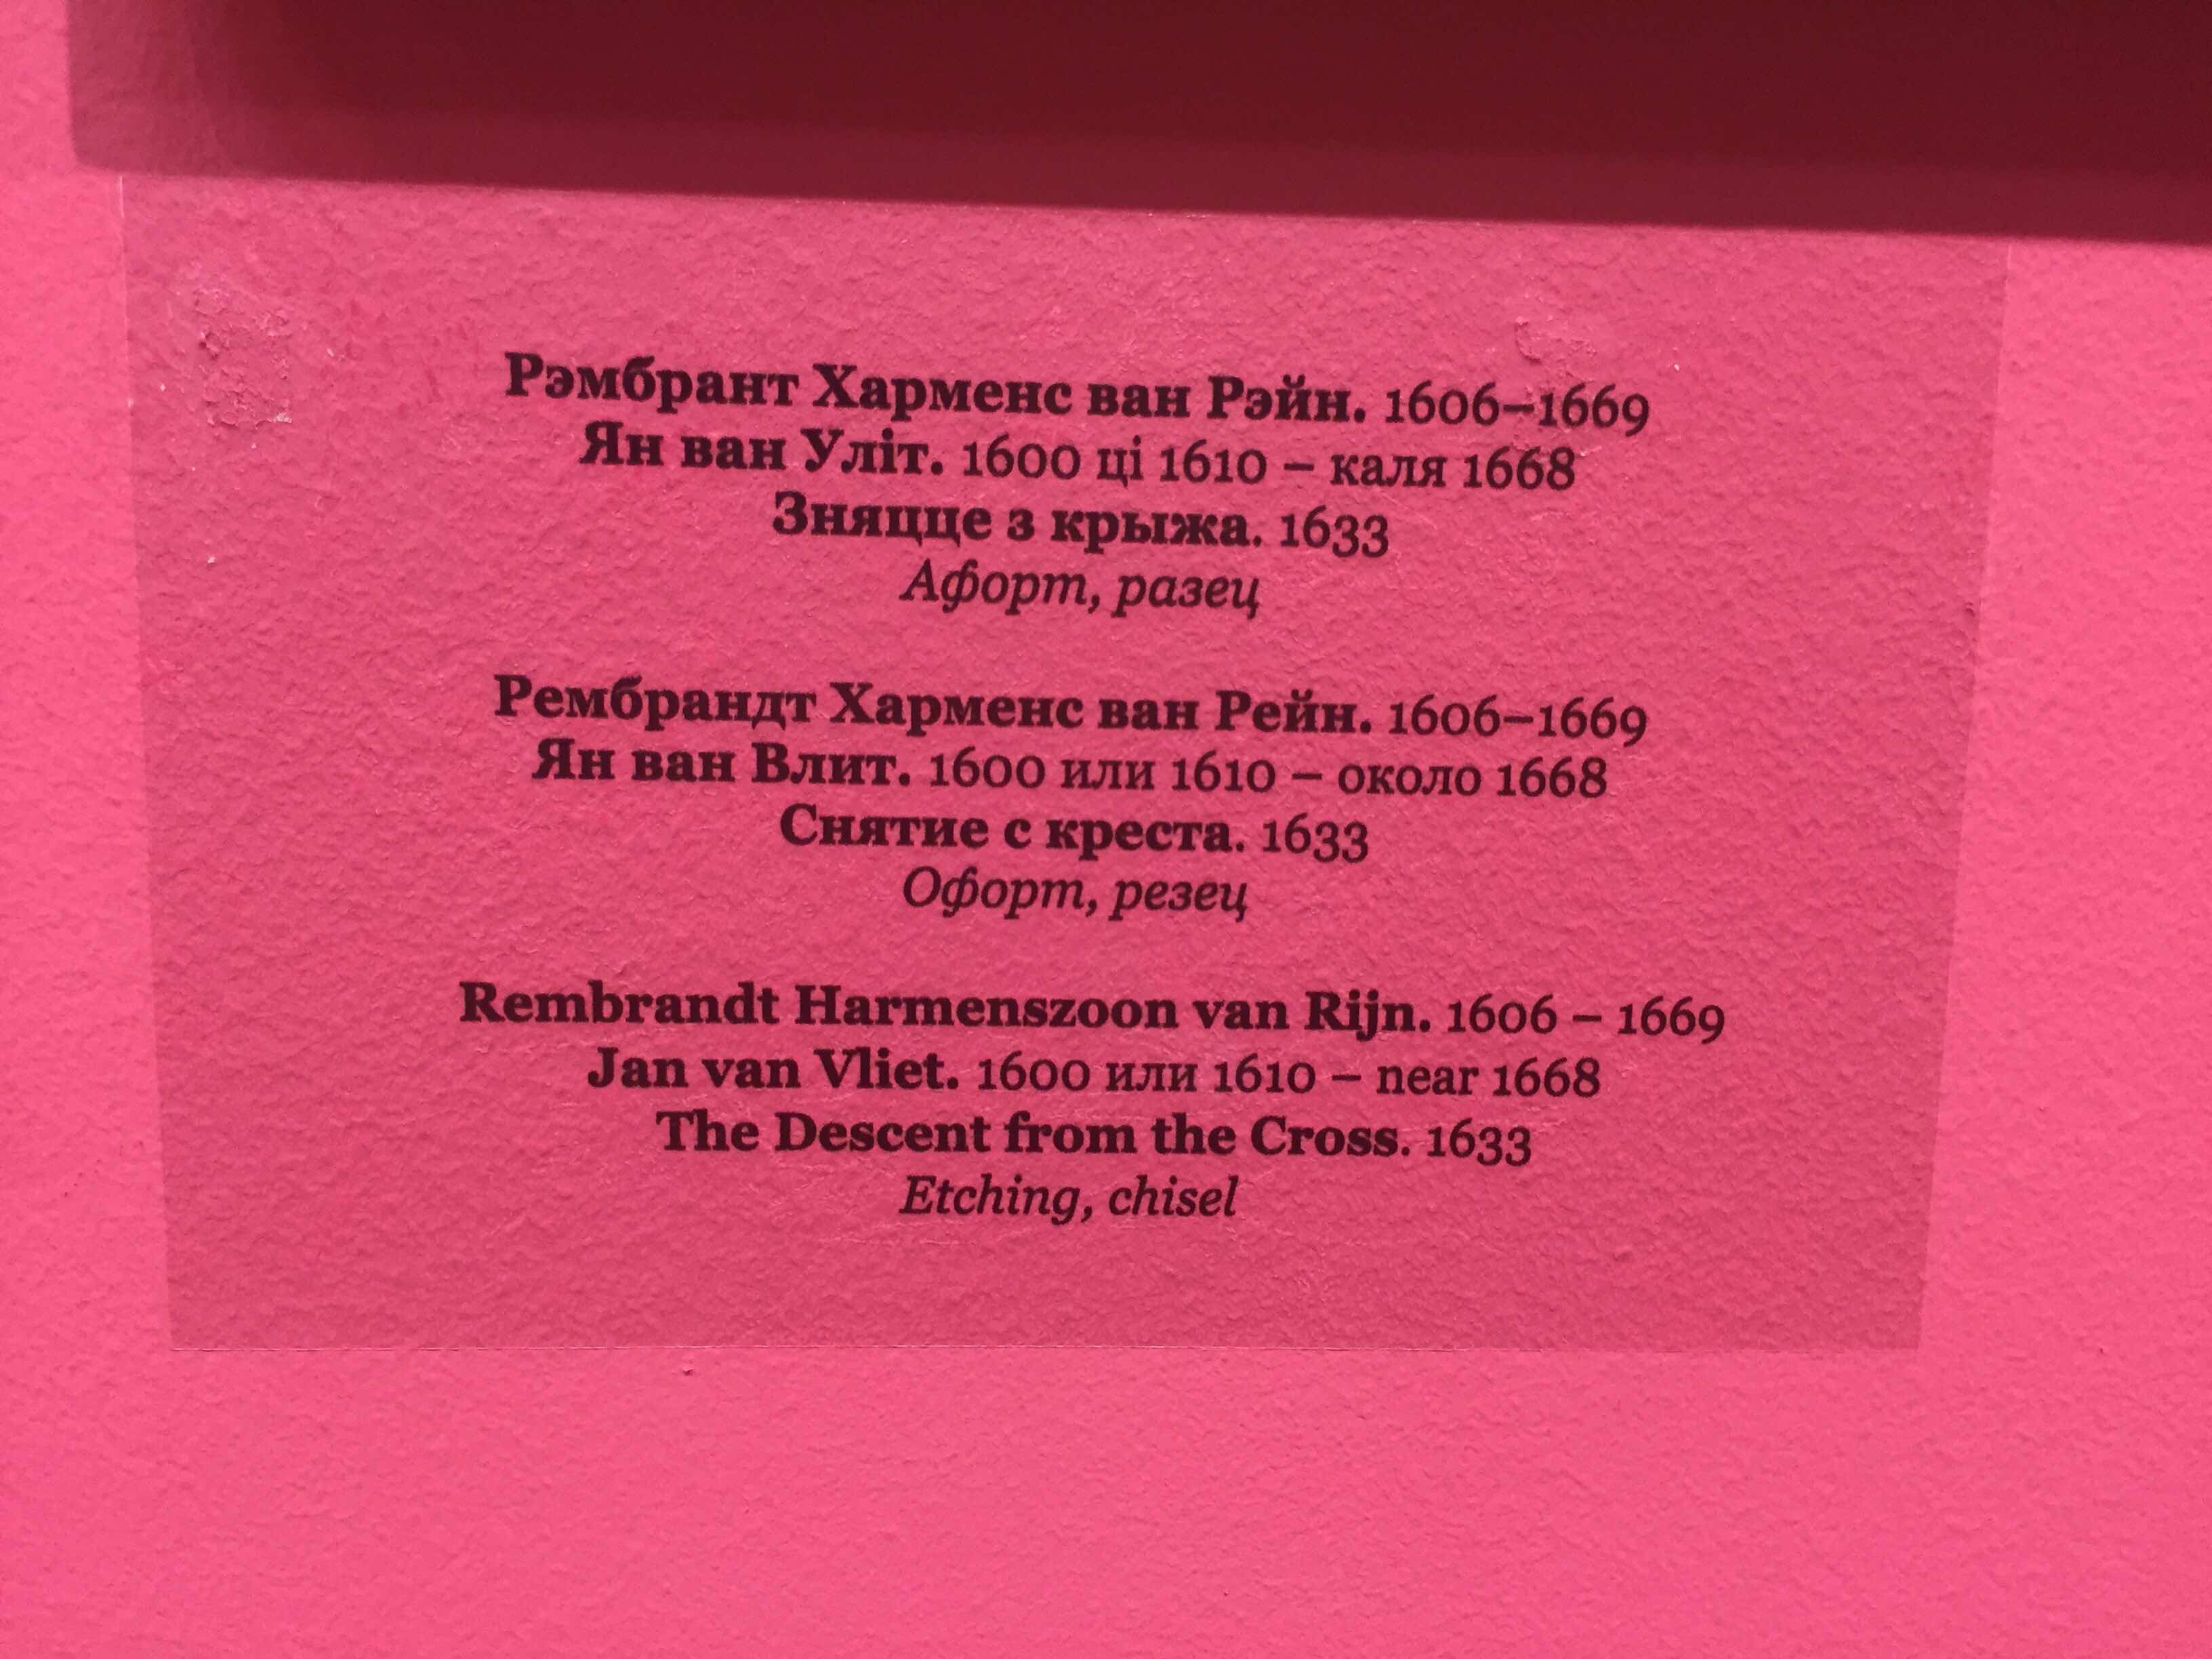 Рэмбрант Харменс ван Рэйн. 1606–1669
Ян ван Уліт. 1600 ці 1610 – каля 1668
Зняцце з крыжа. 1633
Афорт, разец
Рембрандт Харменс ван Рейн. 1606–1669
Ян ван Влит. 1600 или 1610 – около 1668
Снятие с креста. 1633
Офорт, резец
Rembrandt Harmenszoon van Rijn. 1606 – 1669
Jan van Vliet. 1600 или 1610 – near 1668
The Descent from the Cross. 1633
Etching, chisel